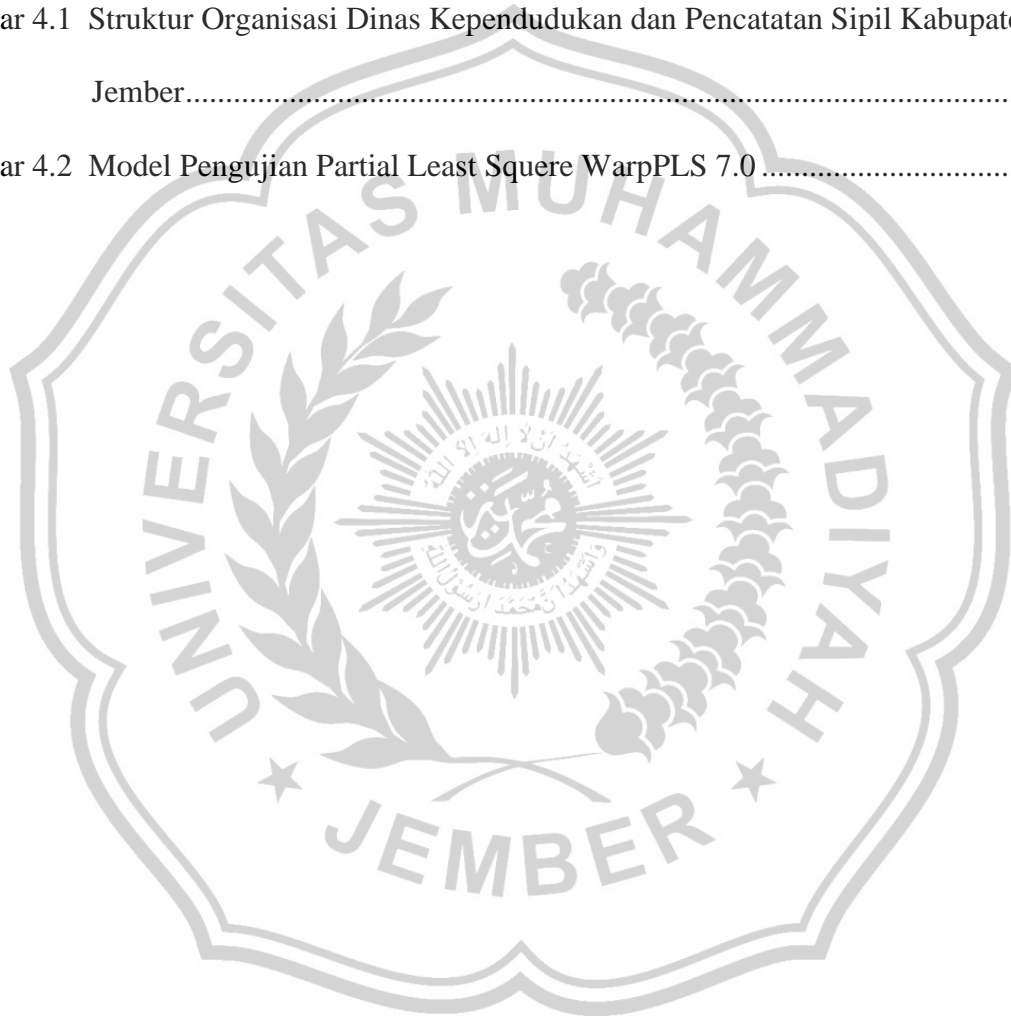 ar 4.1 Struktur Organisasi Dinas Kependudukan dan Pencatatan Sipil Kabupat
Jember......................................................................................................
ar 4.2 Model Pengujian Partial Least Squere WarpPLS 7.0 ..............................
UNIVERSITAS MUHAMMADIYAH
JEMBER